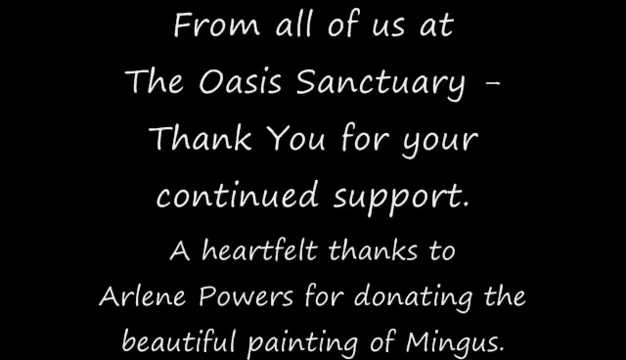 From all of us at
The Oasis Sanctuary -
Thank You for your
continued support.
A heartfelt thanks to
Arlene Powers for donating the
beautiful painting of Mingus.